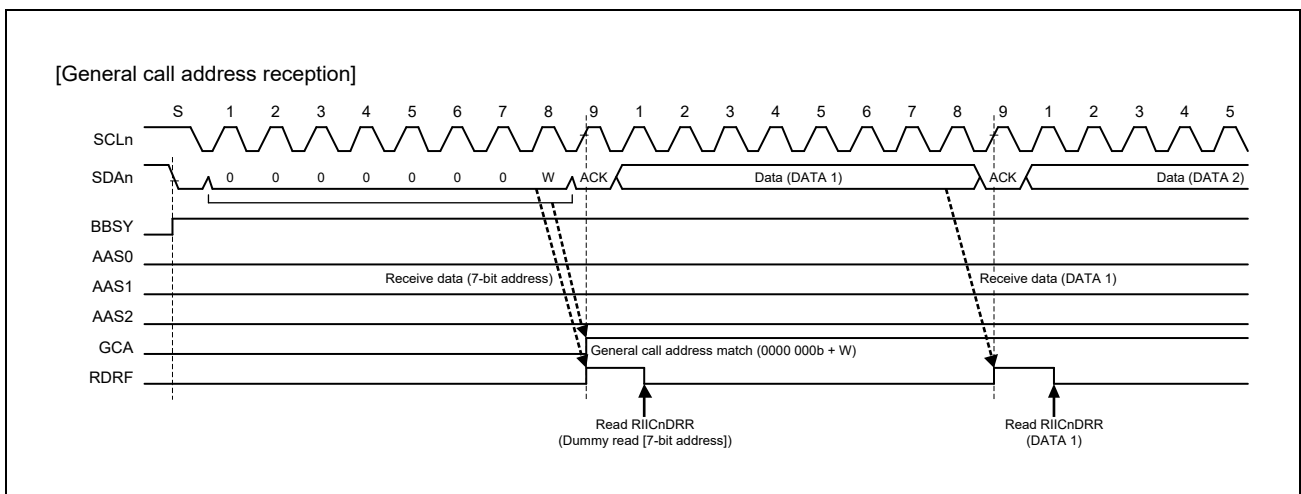 [General call address reception]
S 1 2 3 4 5 6 7 8 9 1 2 3 4 5 6 7 8 9 1 2 3 4 5
SCLn
SDAn 0 0 0 0 0 0 0 W ACK Data (DATA 1) ACK Data (DATA 2)
BBSY
AAS0
Receive data (7-bit address) Receive data (DATA 1)
AAS1
AAS2
GCA General call address match (0000 000b + W)
RDRF
Read RIICnDRR Read RIICnDRR
(Dummy read [7-bit address]) (DATA 1)